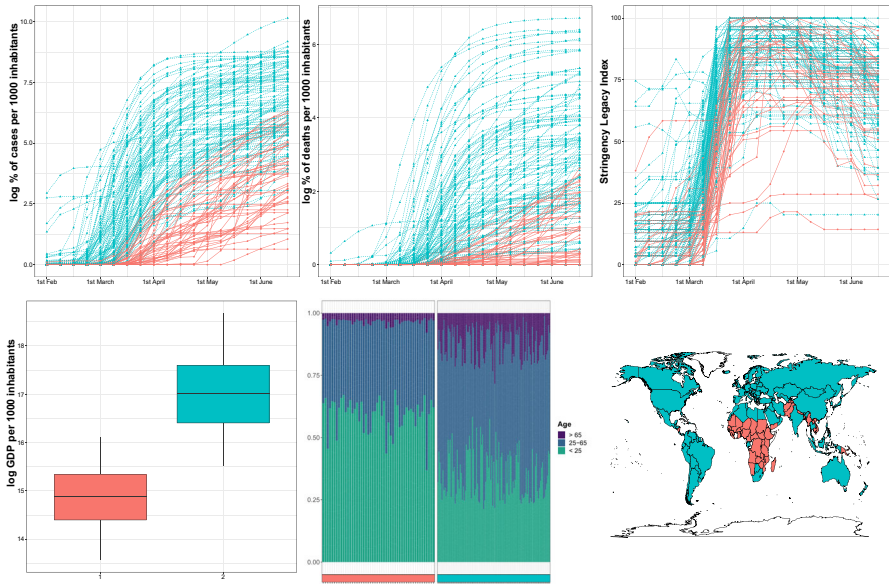 log % of cases per 1000 inhabitants
10.0
7.5
5.0
2.5
0.0
1st Feb
1st March
1st April
1st May
1st June
log % of deaths per 1000 inhabitants
6
4
2
0
1st Feb
1st March
1st April
1st May
1st June
Stringency Legacy Index
100
75
50
25
0
1st Feb
1st March
1st April
1st May
1st June
log GDP per 1000 inhabitants
18
17
16
15
14
1
2
1.00
0.75
0.50
0.25
0.00
Age
> 65
25-65
< 25